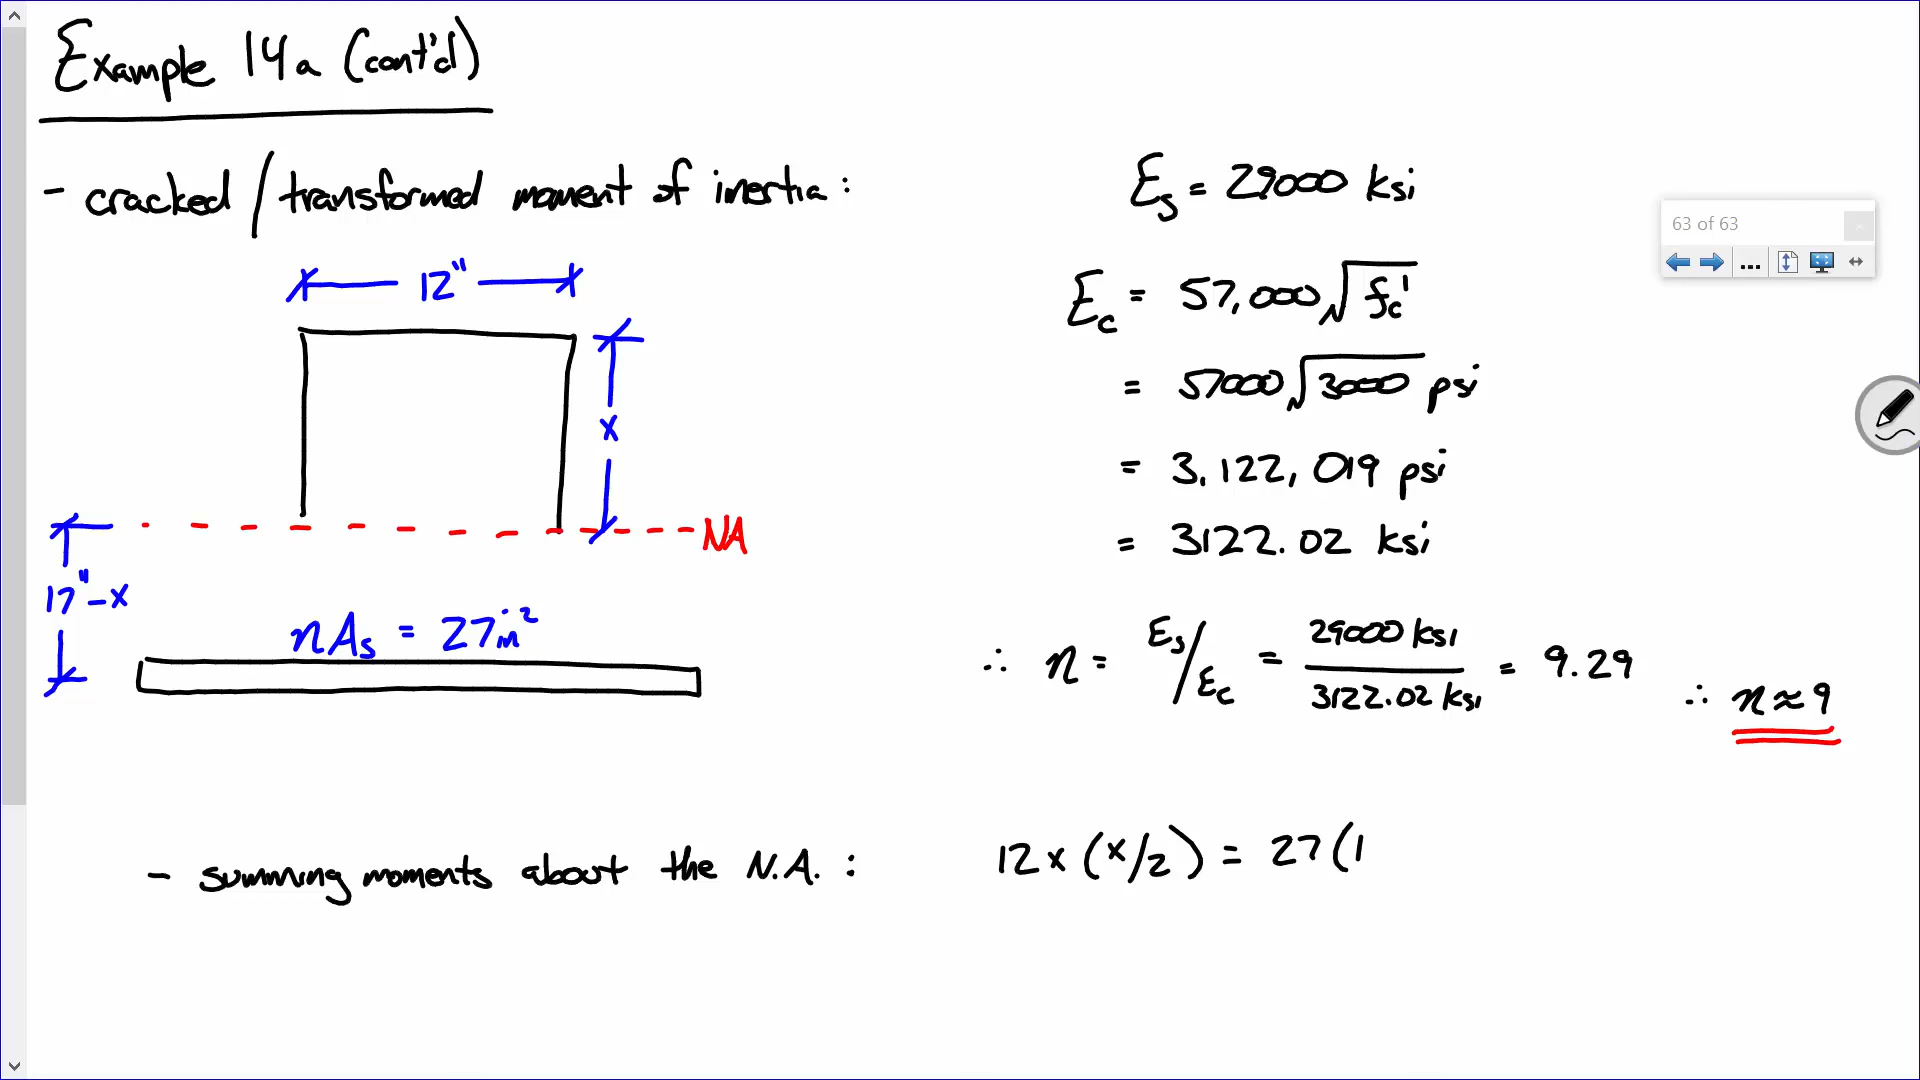 Example 14a (cont'd)
- cracked / transformed moment of inertia :
12"
x
NA
17" - x
nAs = 27in²
Es = 29000 ksi
Ec = 57,000√fc'
= 57000√3000 psi
= 3,122,019 psi
= 3122.02 ksi
∴ n = Es/Ec = 29000 ksi / 3122.02 ksi = 9.29 ∴ n ≈ 9
- summing moments about the N.A. : 12x (x/2) = 27(1
63 of 63
...